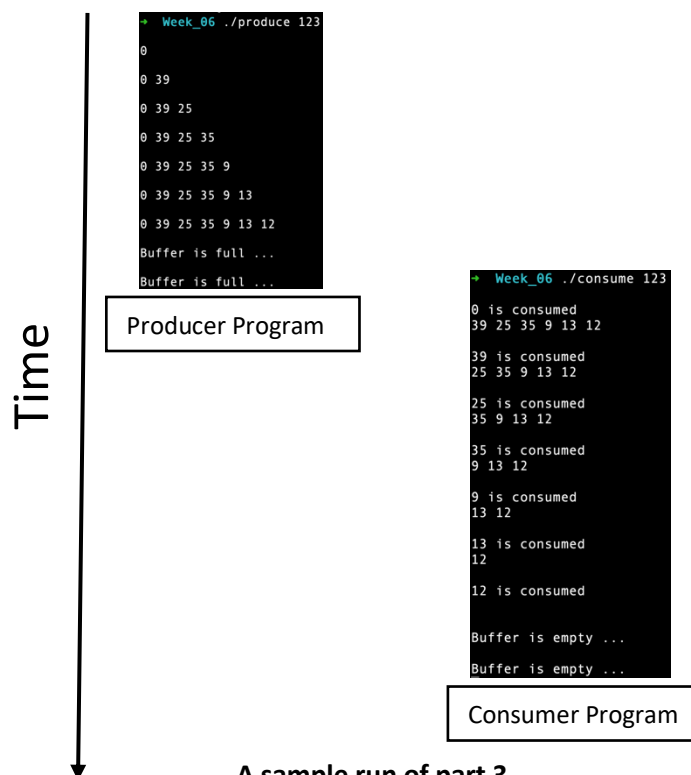 → Week_06 ./produce 123
0
0 39
0 39 25
0 39 25 35
0 39 25 35 9
0 39 25 35 9 13
0 39 25 35 9 13 12
Buffer is full ...
Buffer is full ...
Producer Program
Time
→ Week_06 ./consume 123
0 is consumed
39 25 35 9 13 12
39 is consumed
25 35 9 13 12
25 is consumed
35 9 13 12
35 is consumed
9 13 12
9 is consumed
13 12
13 is consumed
12
12 is consumed
Buffer is empty ...
Buffer is empty ...
Consumer Program
A sample run of part 3